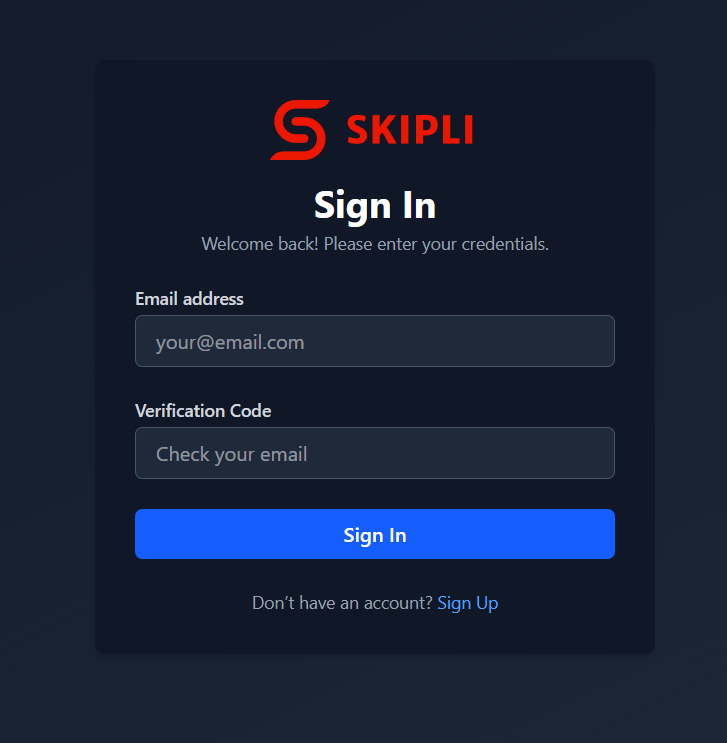 SKIPLI
Sign In
Welcome back! Please enter your credentials.
Email address
your@email.com
Verification Code
Check your email
Sign In
Don’t have an account? Sign Up